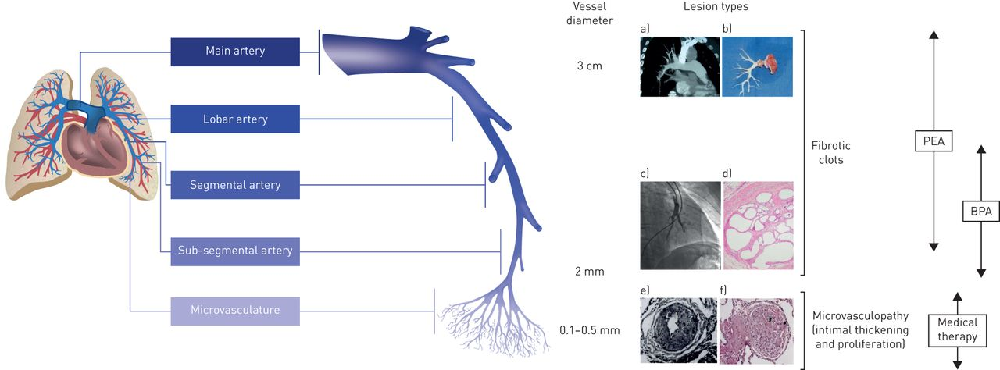 Vessel
diameter
Lesion types
a)
b)
Main artery
3 cm
Lobar artery
PEA
Fibrotic
clots
Segmental artery
c)
d)
BPA
Sub-segmental artery
2 mm
e)
f)
Microvasculature
0.1–0.5 mm
Microvasculopathy
(intimal thickening
and proliferation)
Medical
therapy